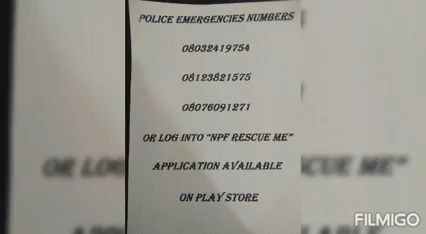 POLICE EMERGENCIES NUMBERS
08032419754
08123821575
08076091271
OR LOG INTO "NPF RESCUE ME"
APPLICATION AVAILABLE
ON PLAY STORE
FILMIGO